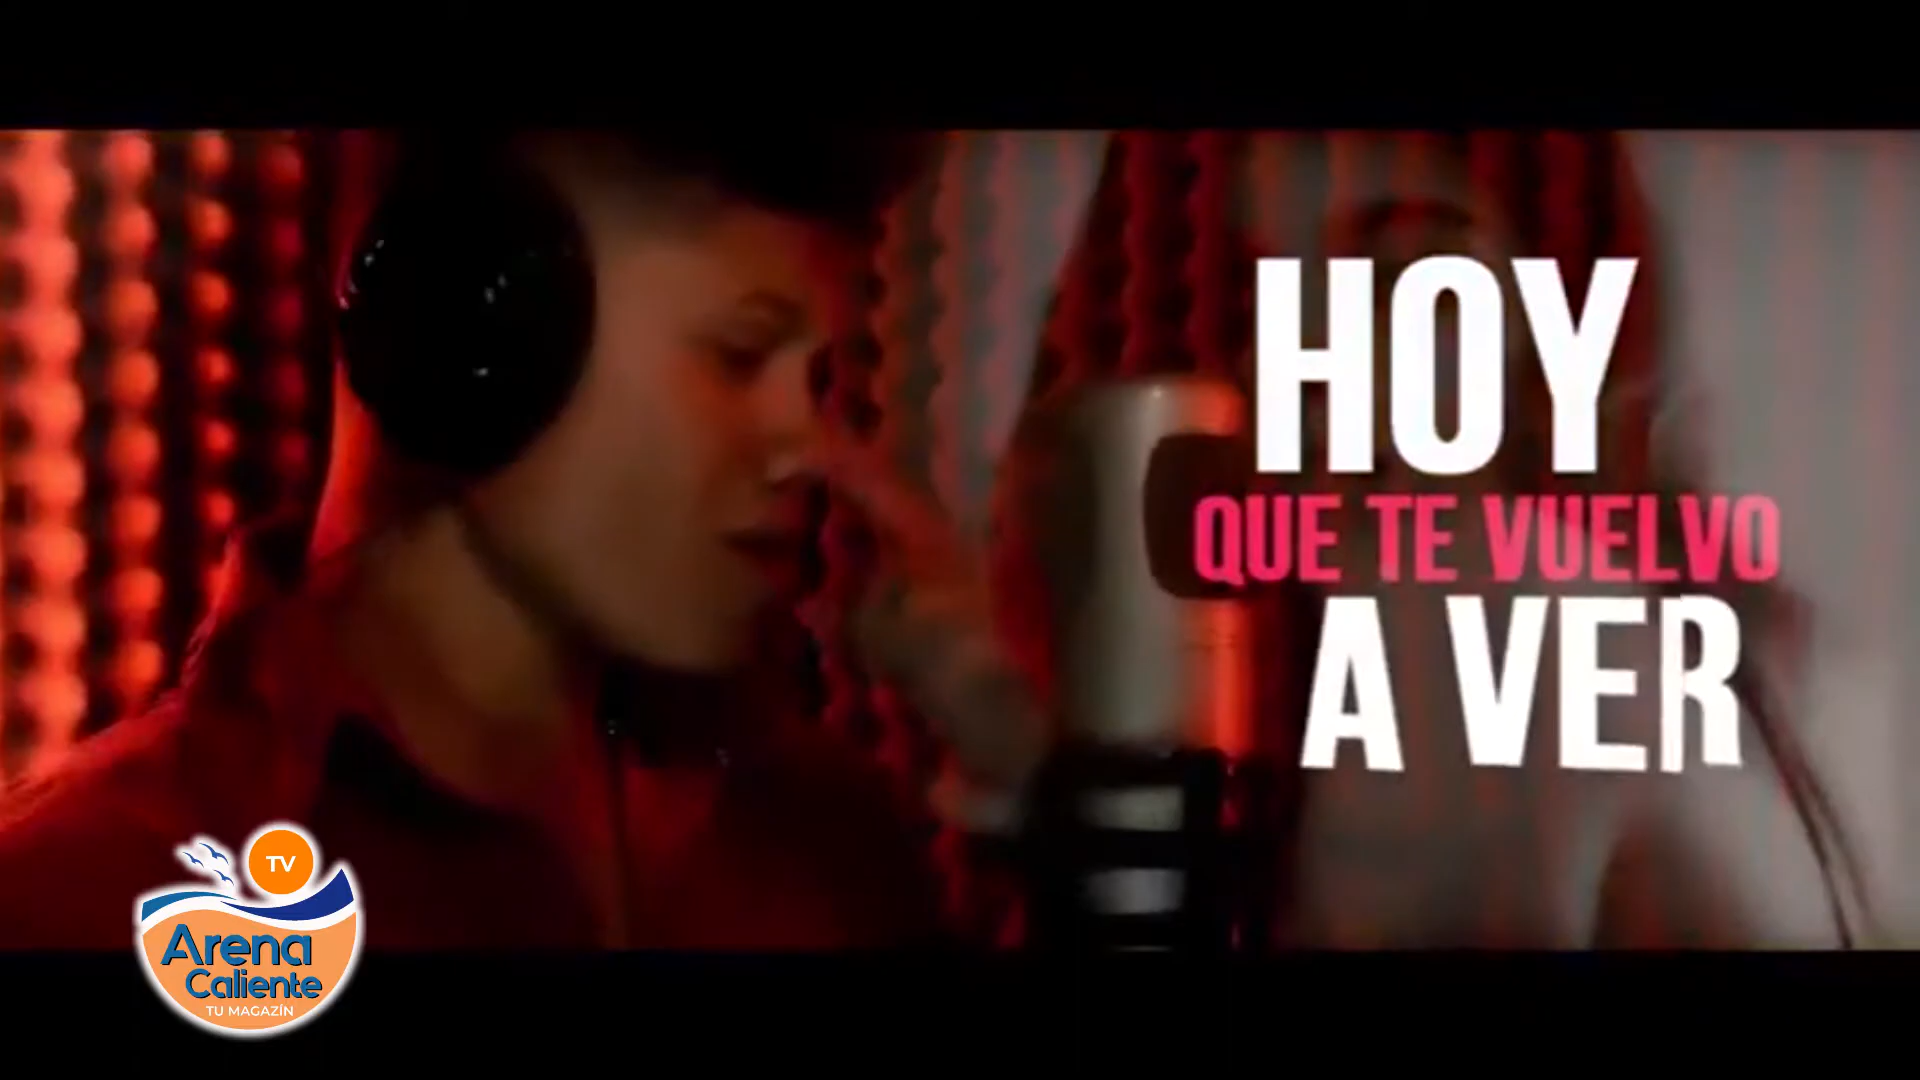 HOY
QUE TE VUELVO
A VER
TV
Arena
Caliente
TU MAGAZÍN